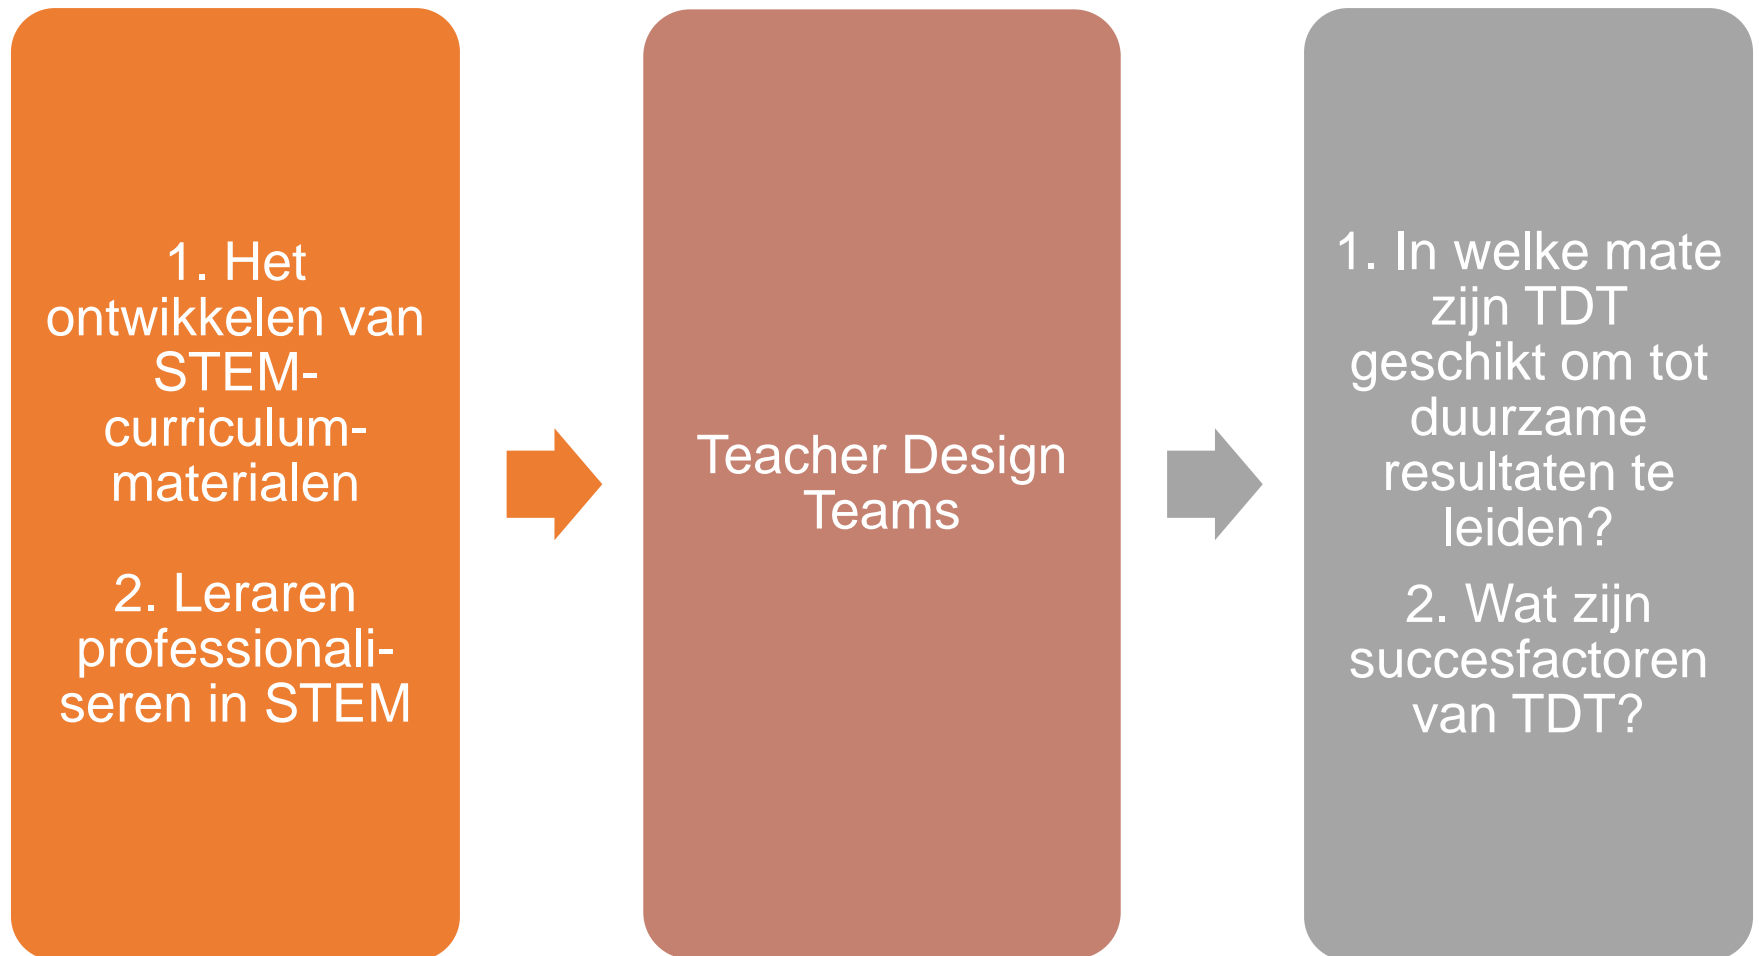 1. Het
ontwikkelen van
STEM-
curriculum-
materialen
2. Leraren
professionali-
seren in STEM
Teacher Design
Teams
1. In welke mate
zijn TDT
geschikt om tot
duurzame
resultaten te
leiden?
2. Wat zijn
succesfactoren
van TDT?